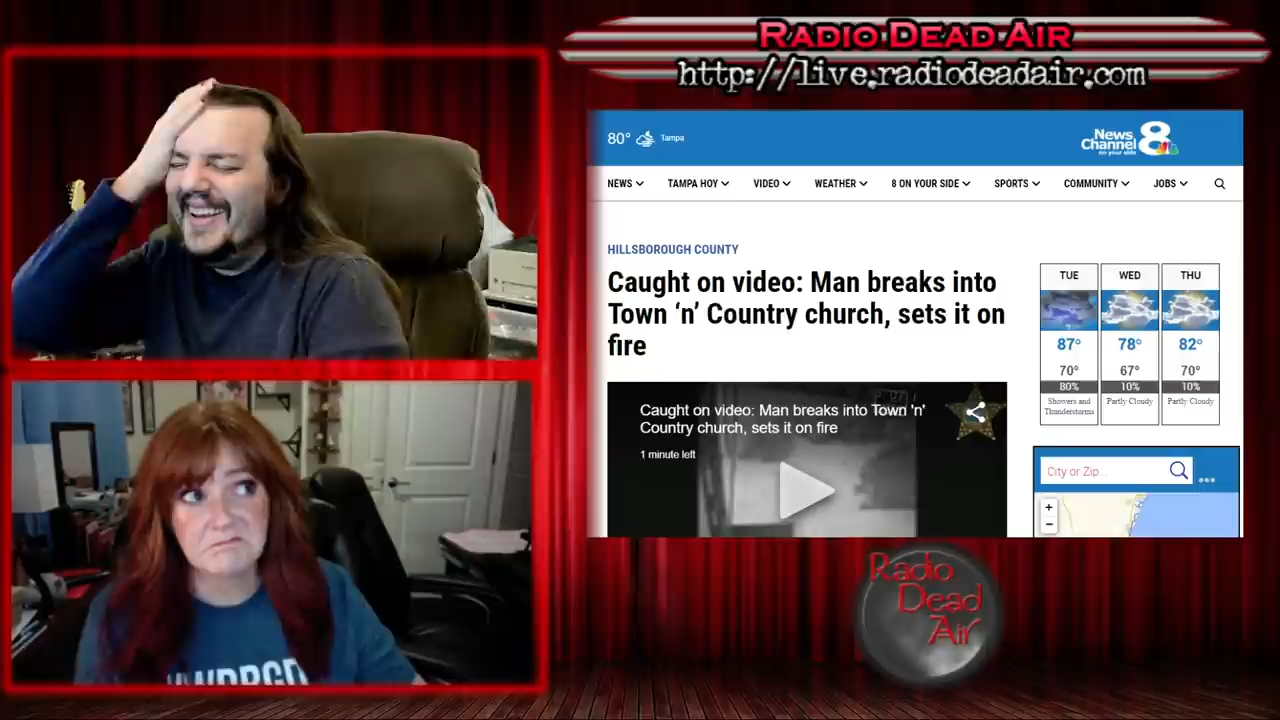 RADIO DEAD AIR
http://live.radiodeadair.com
80°
Tampa
News
Channel 8
on your side
NEWS
TAMPA HOY
VIDEO
WEATHER
8 ON YOUR SIDE
SPORTS
COMMUNITY
JOBS
HILLSBOROUGH COUNTY
Caught on video: Man breaks into
Town ‘n’ Country church, sets it on
fire
Caught on video: Man breaks into Town 'n'
Country church, sets it on fire
1 minute left
TUE
WED
THU
87°
78°
82°
70°
67°
70°
80%
10%
10%
Showers and
Thunderstorms
Partly Cloudy
Partly Cloudy
City or Zip...
+
−
Radio
Dead
Air